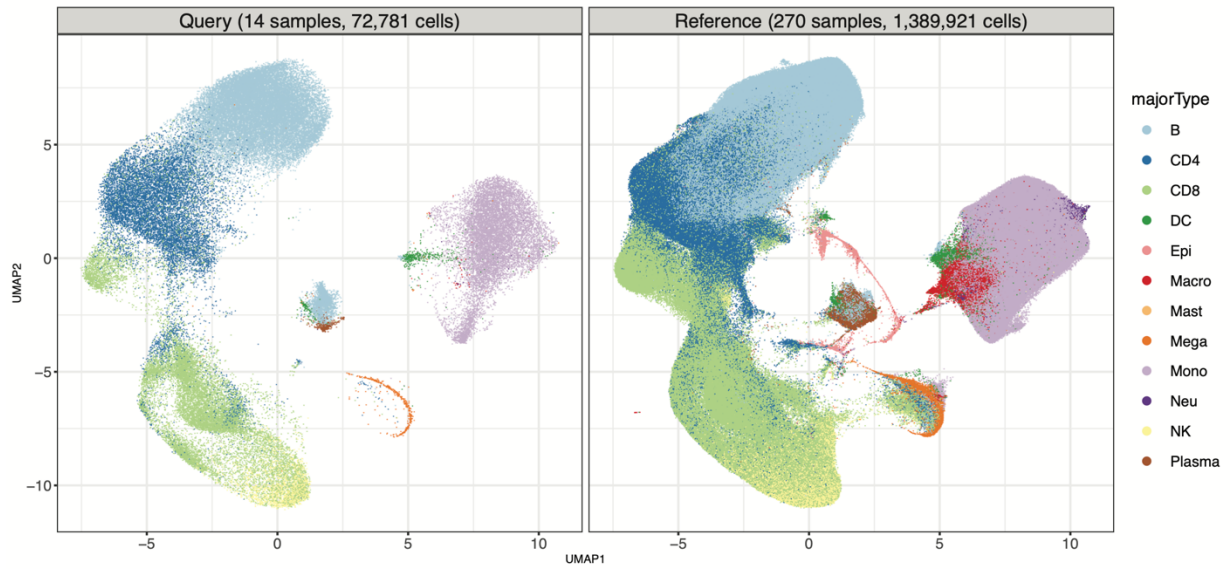 Query (14 samples, 72,781 cells)
Reference (270 samples, 1,389,921 cells)
UMAP2
5
0
−5
−10
−5
0
5
10
−5
0
5
10
UMAP1
majorType
B
CD4
CD8
DC
Epi
Macro
Mast
Mega
Mono
Neu
NK
Plasma